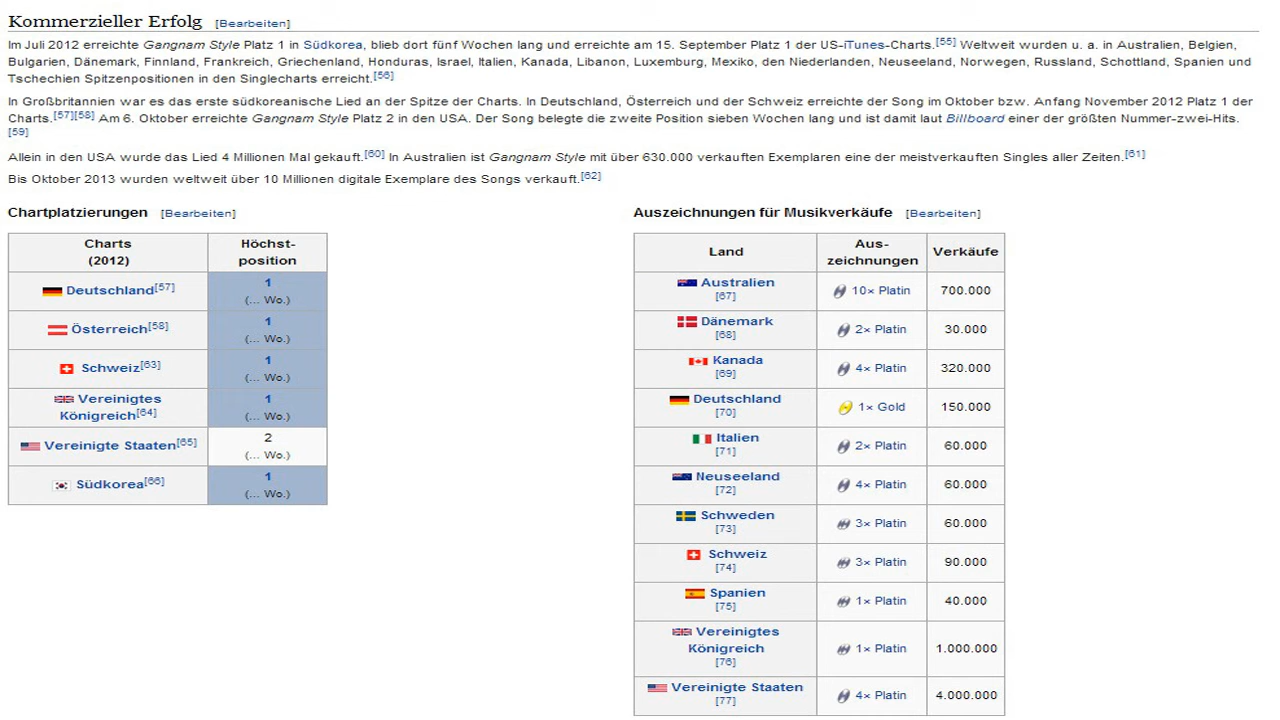 Kommerzieller Erfolg [Bearbeiten]
Im Juli 2012 erreichte Gangnam Style Platz 1 in Südkorea, blieb dort fünf Wochen lang und erreichte am 15. September Platz 1 der US-iTunes-Charts.[55] Weltweit wurden u. a. in Australien, Belgien,
Bulgarien, Dänemark, Finnland, Frankreich, Griechenland, Honduras, Israel, Italien, Kanada, Libanon, Luxemburg, Mexiko, den Niederlanden, Neuseeland, Norwegen, Russland, Schottland, Spanien und
Tschechien Spitzenpositionen in den Singlecharts erreicht.[56]
In Großbritannien war es das erste südkoreanische Lied an der Spitze der Charts. In Deutschland, Österreich und der Schweiz erreichte der Song im Oktober bzw. Anfang November 2012 Platz 1 der
Charts.[57][58] Am 6. Oktober erreichte Gangnam Style Platz 2 in den USA. Der Song belegte die zweite Position sieben Wochen lang und ist damit laut Billboard einer der größten Nummer-zwei-Hits.
[59]
Allein in den USA wurde das Lied 4 Millionen Mal gekauft.[60] In Australien ist Gangnam Style mit über 630.000 verkauften Exemplaren eine der meistverkauften Singles aller Zeiten.[61]
Bis Oktober 2013 wurden weltweit über 10 Millionen digitale Exemplare des Songs verkauft.[62]
Chartplatzierungen [Bearbeiten]
Charts
(2012)
Höchst-
position
Deutschland[57]
1
(... Wo.)
Österreich[58]
1
(... Wo.)
Schweiz[63]
1
(... Wo.)
Vereinigtes
Königreich[64]
1
(... Wo.)
Vereinigte Staaten[65]
2
(... Wo.)
Südkorea[66]
1
(... Wo.)
Auszeichnungen für Musikverkäufe [Bearbeiten]
Land
Aus-
zeichnungen
Verkäufe
Australien
[67]
10× Platin
700.000
Dänemark
[68]
2× Platin
30.000
Kanada
[69]
4× Platin
320.000
Deutschland
[70]
1× Gold
150.000
Italien
[71]
2× Platin
60.000
Neuseeland
[72]
4× Platin
60.000
Schweden
[73]
3× Platin
60.000
Schweiz
[74]
3× Platin
90.000
Spanien
[75]
1× Platin
40.000
Vereinigtes
Königreich
[76]
1× Platin
1.000.000
Vereinigte Staaten
[77]
4× Platin
4.000.000